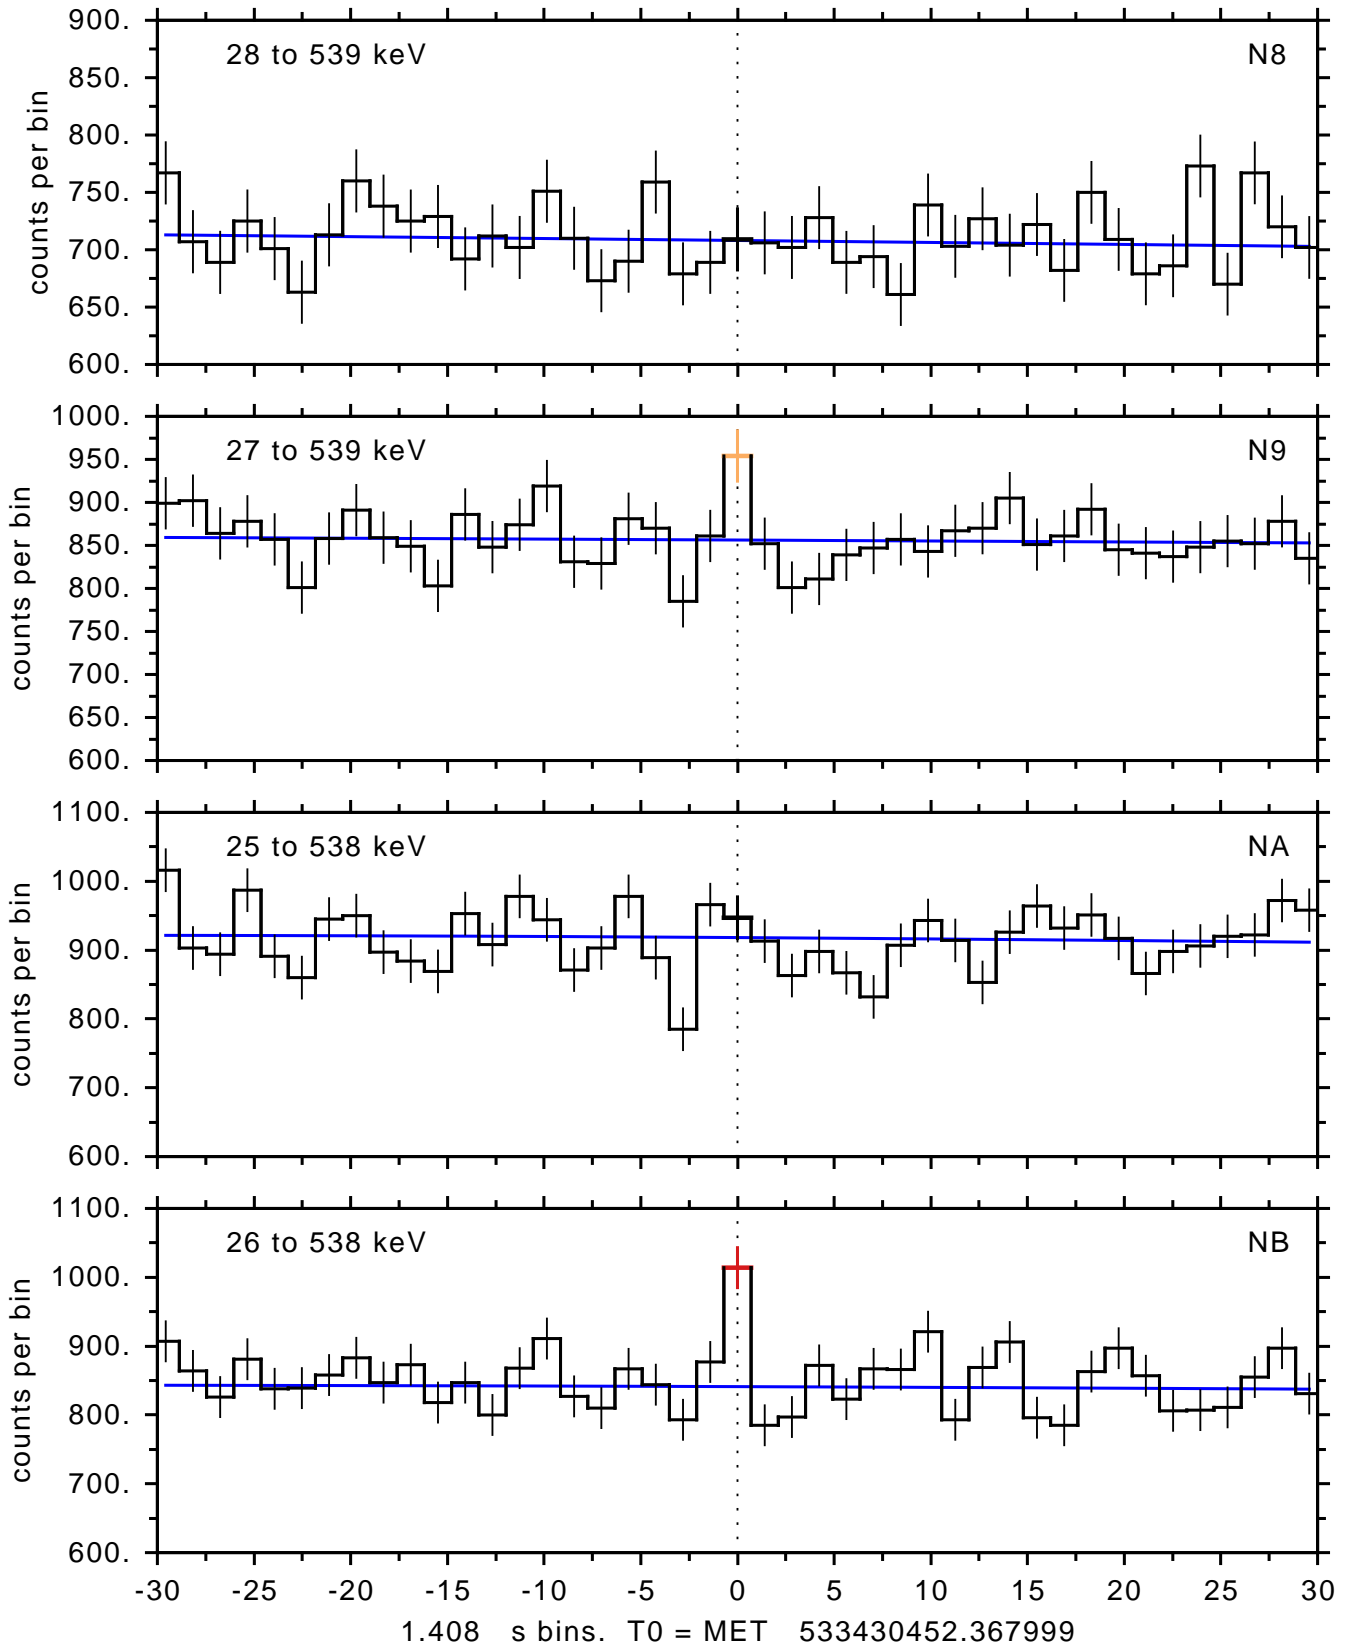 28 to 539 keV N8
counts per bin
900.
850.
800.
750.
700.
650.
600.
27 to 539 keV N9
counts per bin
1000.
950.
900.
850.
800.
750.
700.
650.
600.
25 to 538 keV NA
counts per bin
1100.
1000.
900.
800.
700.
600.
26 to 538 keV NB
counts per bin
1100.
1000.
900.
800.
700.
600.
-30 -25 -20 -15 -10 -5 0 5 10 15 20 25 30
1.408 s bins. T0 = MET 533430452.367999